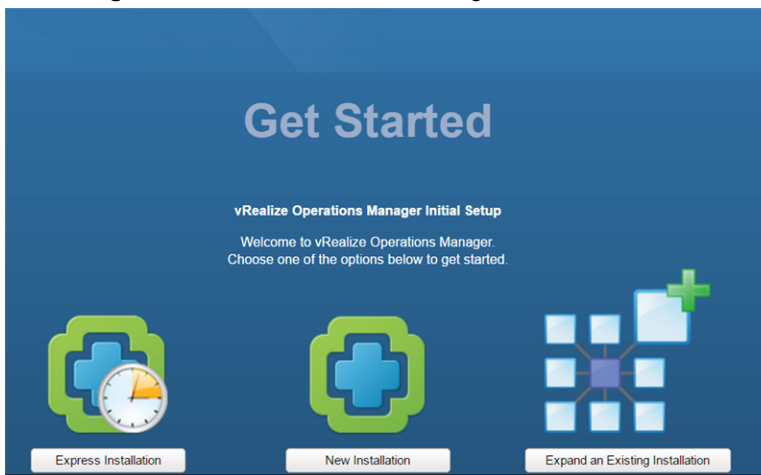 Get Started
vRealize Operations Manager Initial Setup
Welcome to vRealize Operations Manager.
Choose one of the options below to get started.
Express Installation
New Installation
Expand an Existing Installation